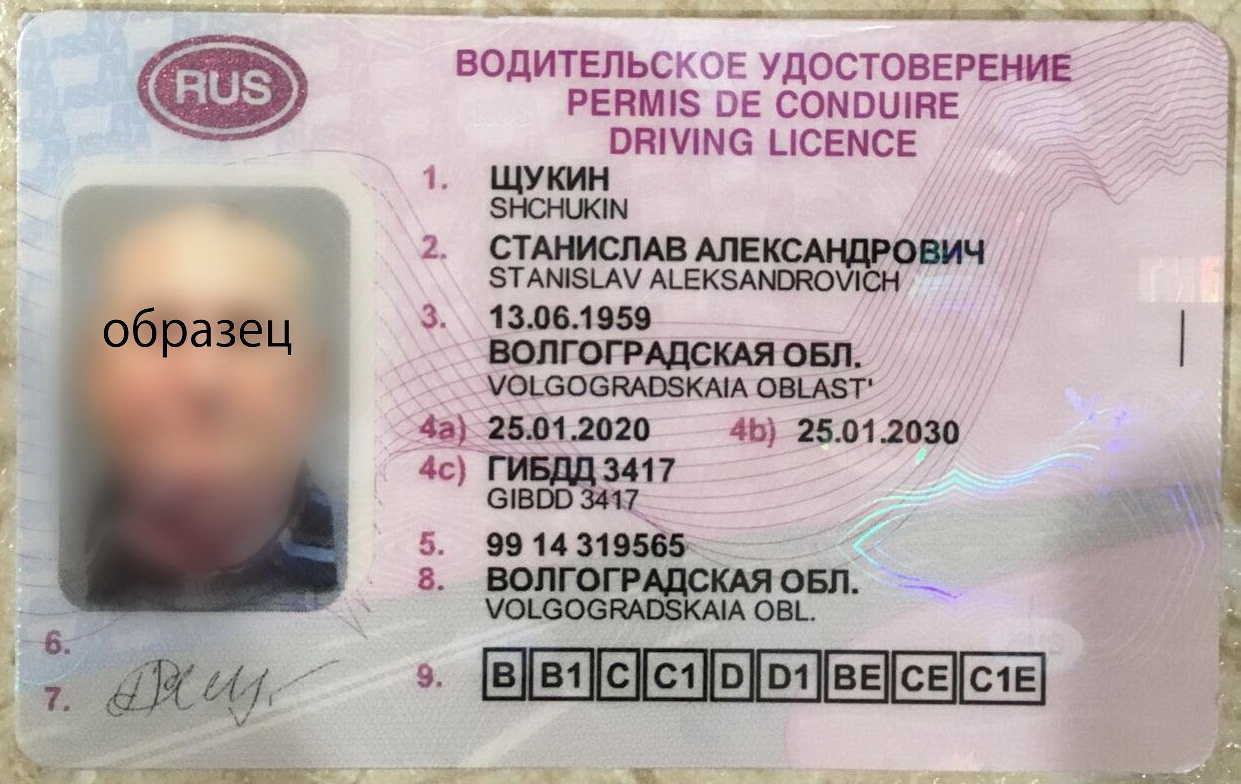 RUS
ВОДИТЕЛЬСКОЕ УДОСТОВЕРЕНИЕ
PERMIS DE CONDUIRE
DRIVING LICENCE
1. ЩУКИН
SHCHUKIN
2. СТАНИСЛАВ АЛЕКСАНДРОВИЧ
STANISLAV ALEKSANDROVICH
образец
3. 13.06.1959
ВОЛГОГРАДСКАЯ ОБЛ.
VOLGOGRADSKAIA OBLAST'
4a) 25.01.2020 4b) 25.01.2030
4c) ГИБДД 3417
GIBDD 3417
5. 99 14 319565
8. ВОЛГОГРАДСКАЯ ОБЛ.
VOLGOGRADSKAIA OBL.
6.
7.
9. B B1 C C1 D D1 BE CE C1E